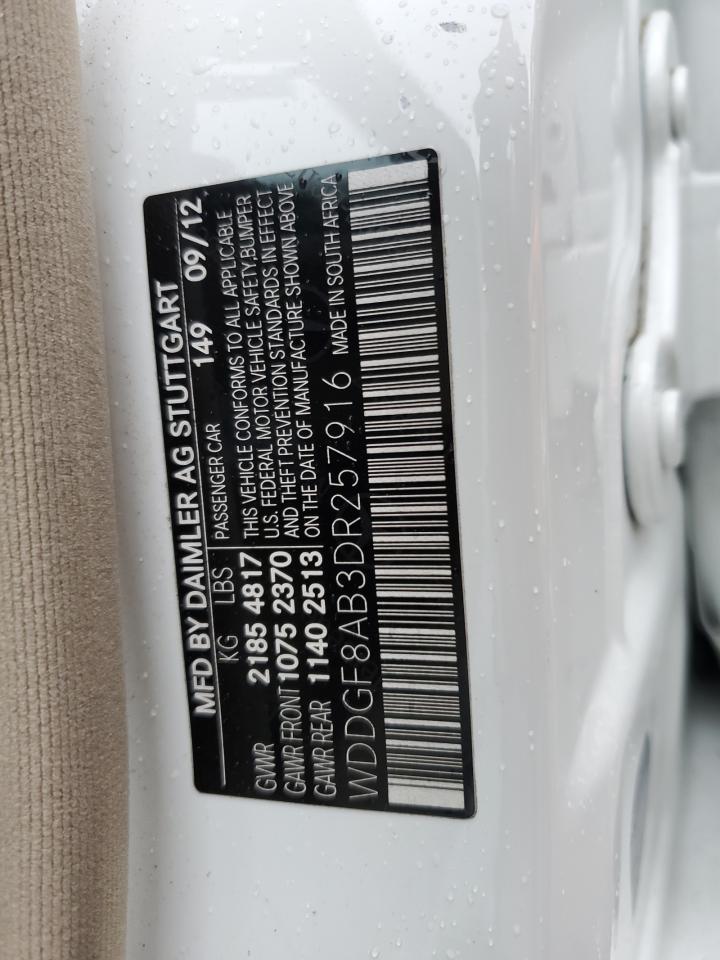 MFD BY DAIMLER AG STUTTGART
KG LBS PASSENGER CAR 149 09/12
GVWR 2185 4817 THIS VEHICLE CONFORMS TO ALL APPLICABLE
U.S. FEDERAL MOTOR VEHICLE SAFETY,BUMPER
GAWR FRONT 1075 2370 AND THEFT PREVENTION STANDARDS IN EFFECT
GAWR REAR 1140 2513 ON THE DATE OF MANUFACTURE SHOWN ABOVE
WDDGF8AB3DR257916 MADE IN SOUTH AFRICA